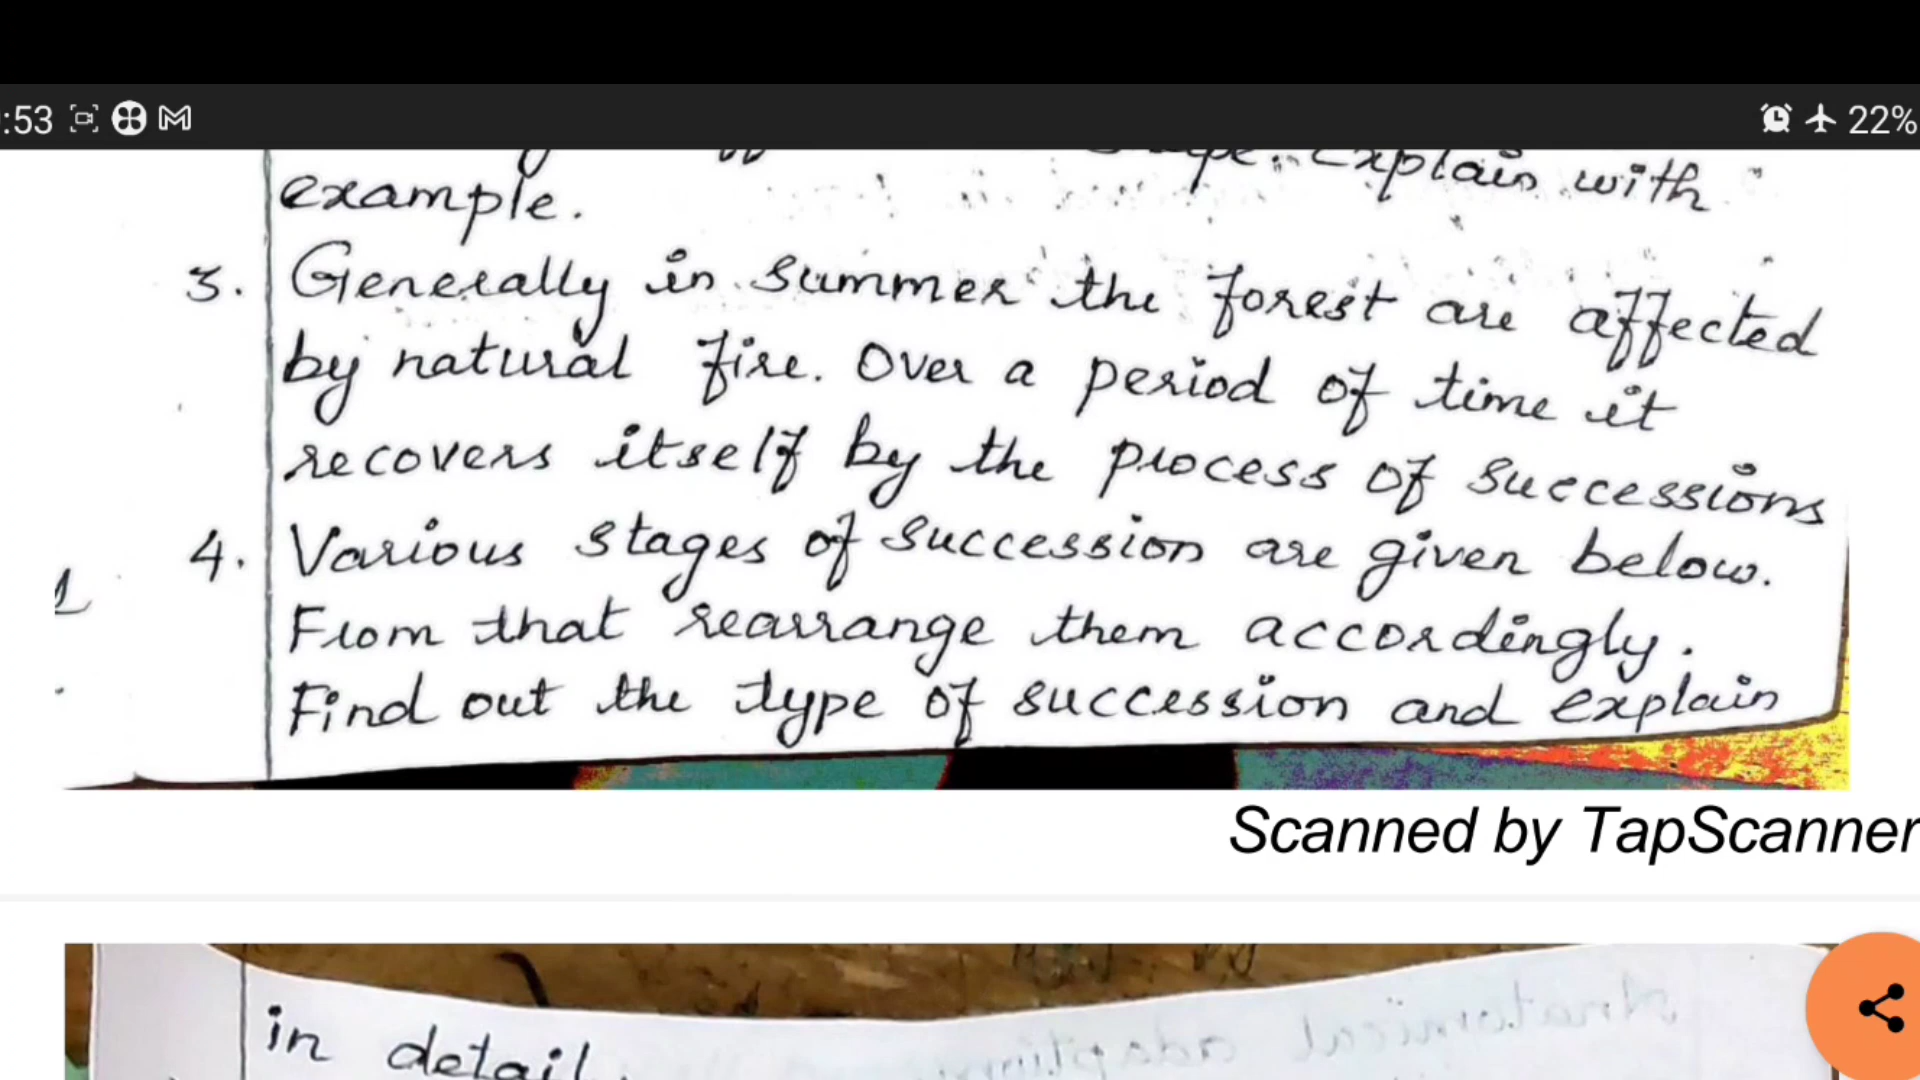 :53 22%
Explain with
example.
3. Generally in summer the forest are affected
by natural fire. Over a period of time it
recovers itself by the process of successions
4. Various stages of succession are given below.
From that rearrange them accordingly.
Find out the type of succession and explain
Scanned by TapScanner
in detail.